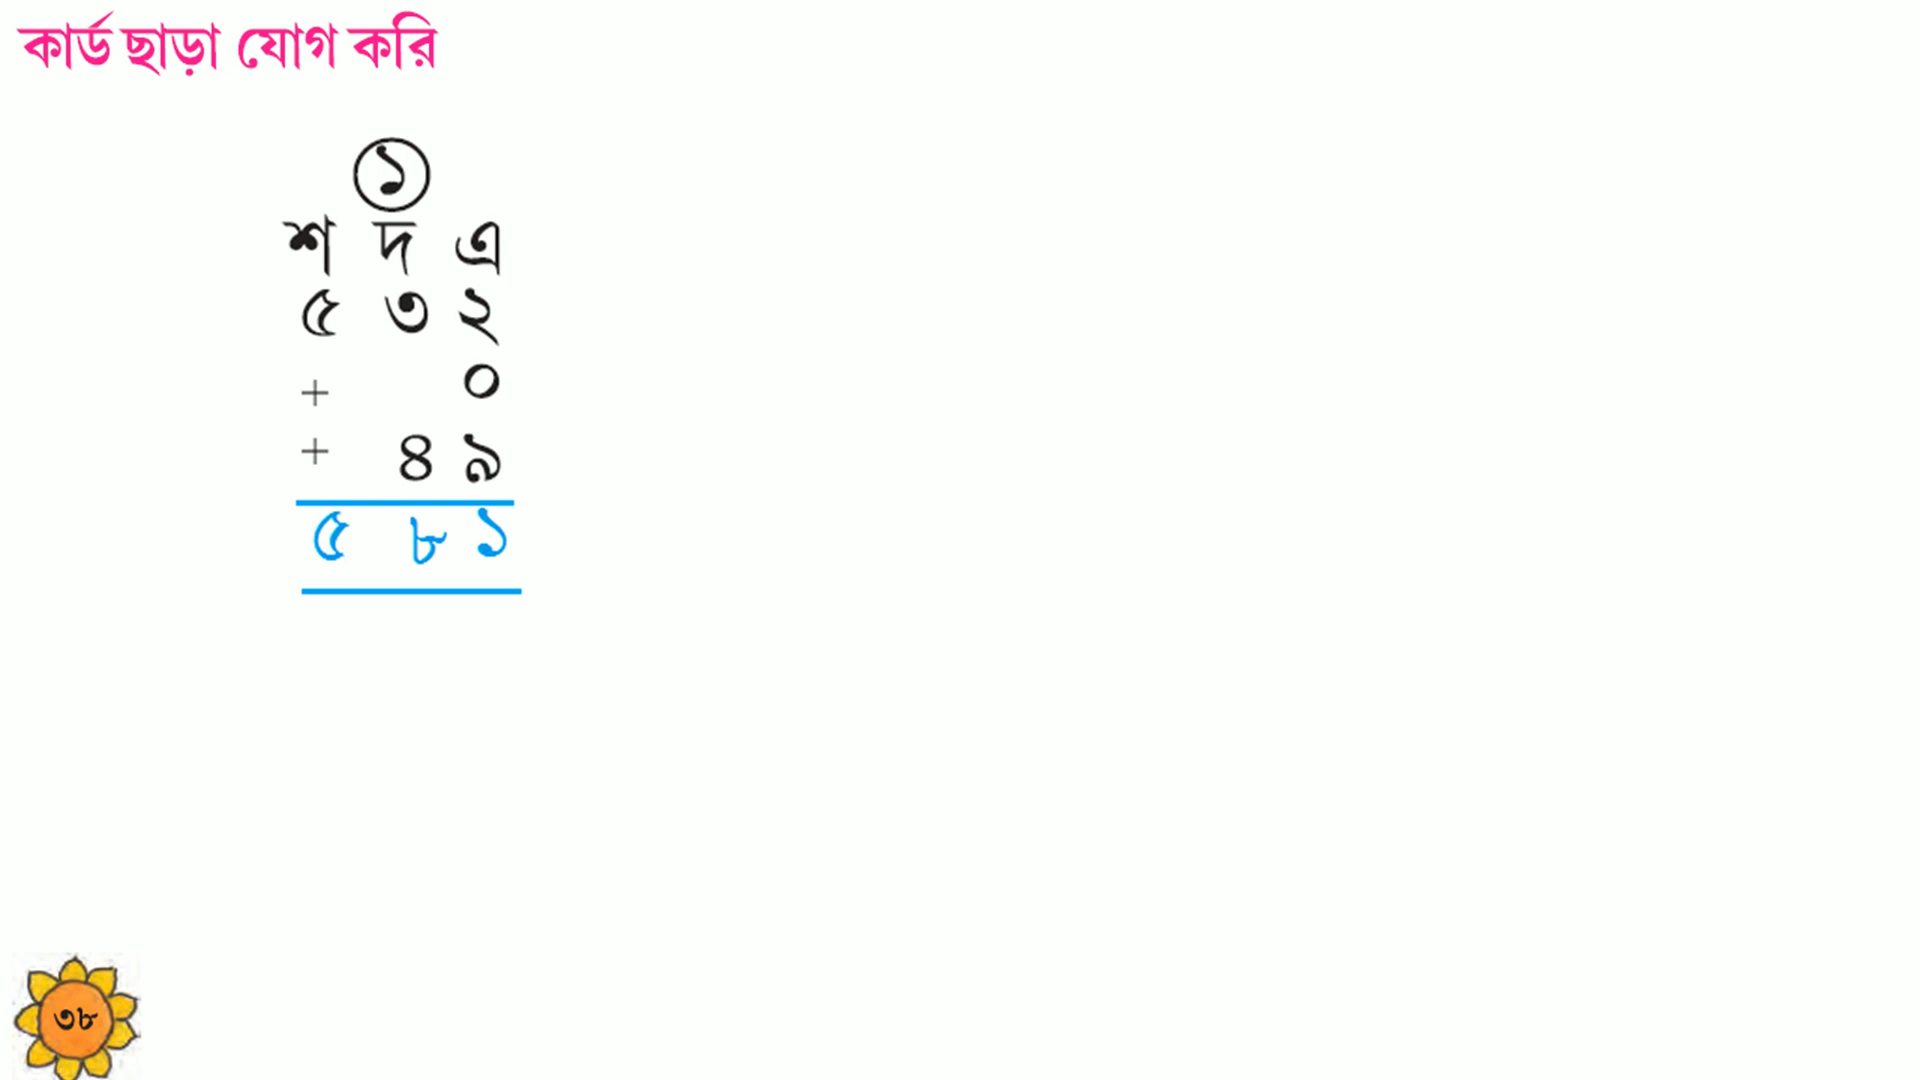 কার্ড ছাড়া যোগ করি
১
শ দ এ
৫ ৩ ২
+ ০
+ ৪ ৯
৫ ৮ ১
৩৮